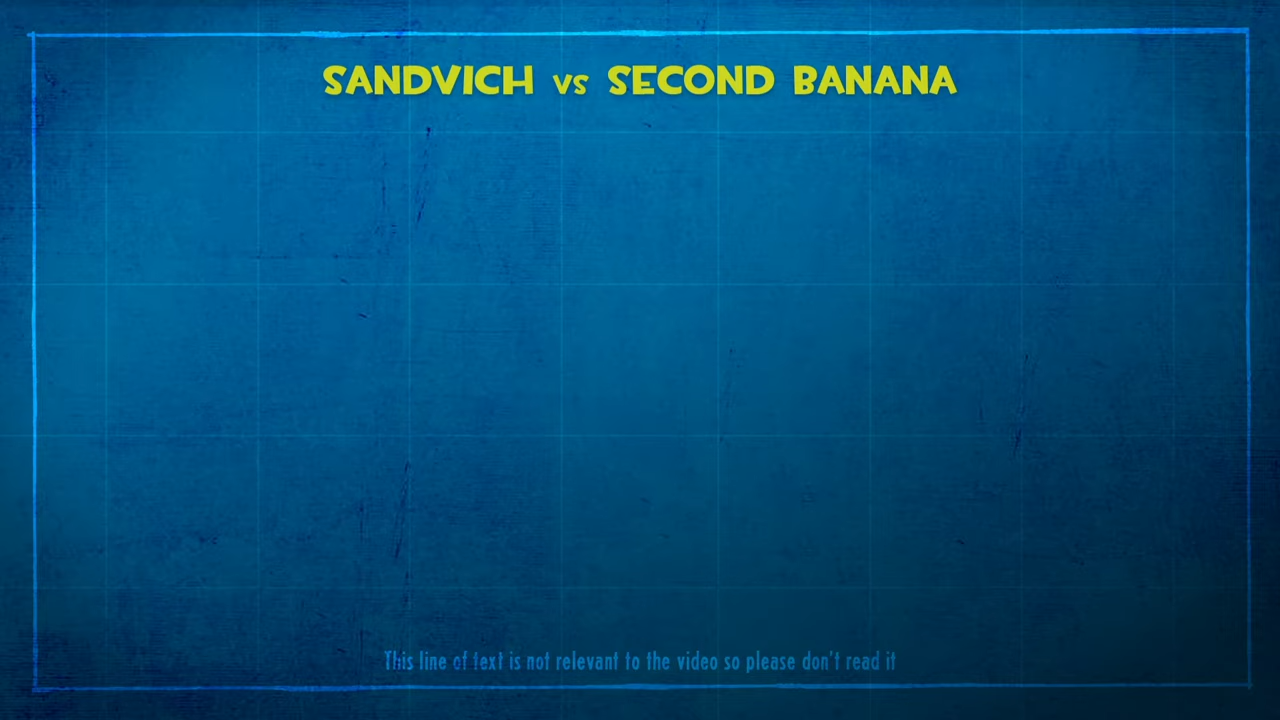 SANDVICH VS SECOND BANANA
This line of text is not relevant to the video so please don't read it